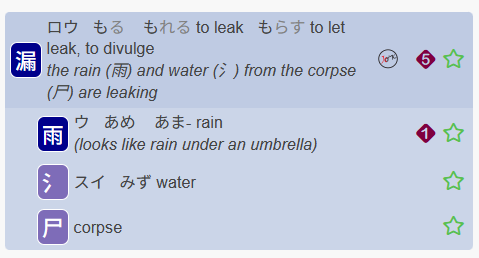 漏
ロウ もる もれる to leak もらす to let
leak, to divulge
the rain (雨) and water (氵) from the corpse
(尸) are leaking
5
雨
ウ あめ あま- rain
(looks like rain under an umbrella)
1
氵
スイ みず water
尸
corpse